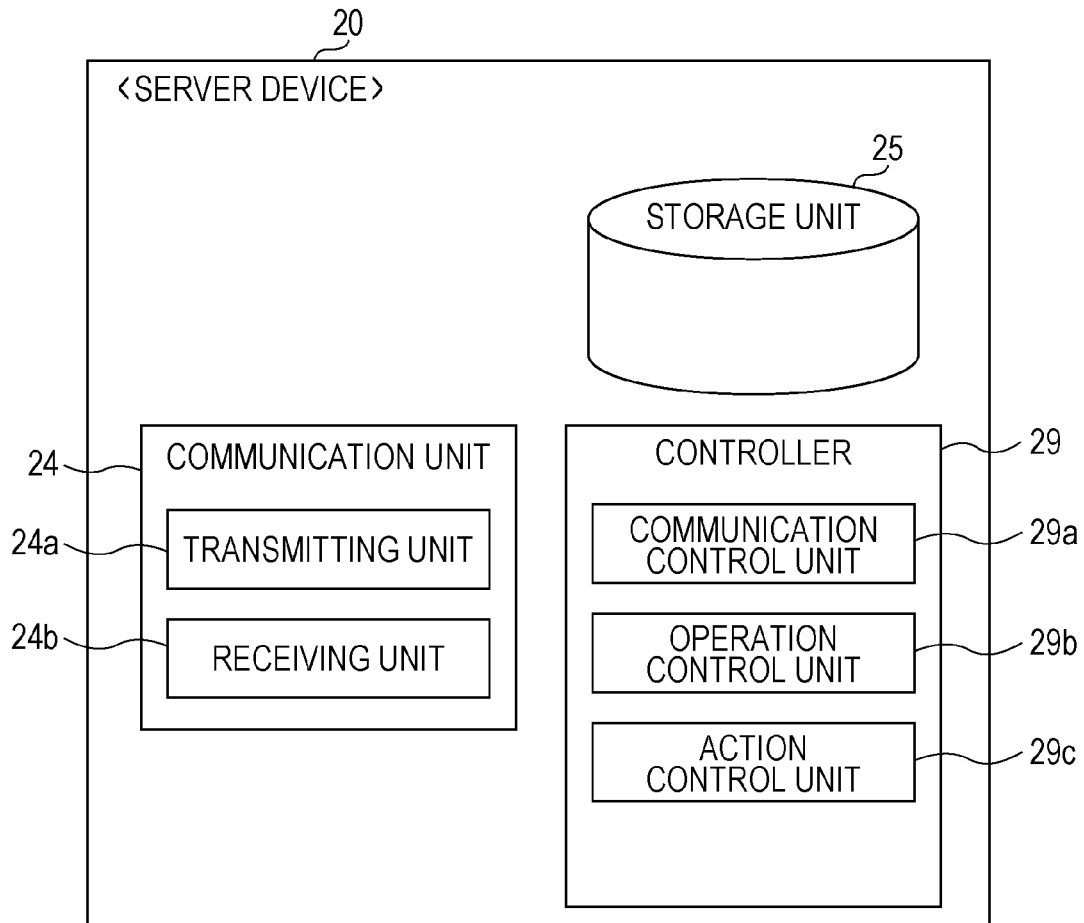 20
<SERVER DEVICE>
25
STORAGE UNIT
24
COMMUNICATION UNIT
24a
TRANSMITTING UNIT
24b
RECEIVING UNIT
CONTROLLER
29
COMMUNICATION
CONTROL UNIT
29a
OPERATION
CONTROL UNIT
29b
ACTION
CONTROL UNIT
29c